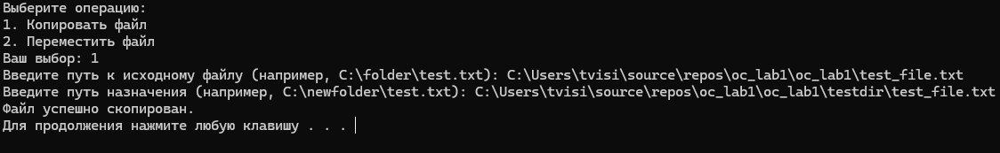 Выберите операцию:
1. Копировать файл
2. Переместить файл
Ваш выбор: 1
Введите путь к исходному файлу (например, C:\folder\test.txt): C:\Users\tvisi\source\repos\oc_lab1\oc_lab1\test_file.txt
Введите путь назначения (например, C:\newfolder\test.txt): C:\Users\tvisi\source\repos\oc_lab1\oc_lab1\testdir\test_file.txt
Файл успешно скопирован.
Для продолжения нажмите любую клавишу . . .